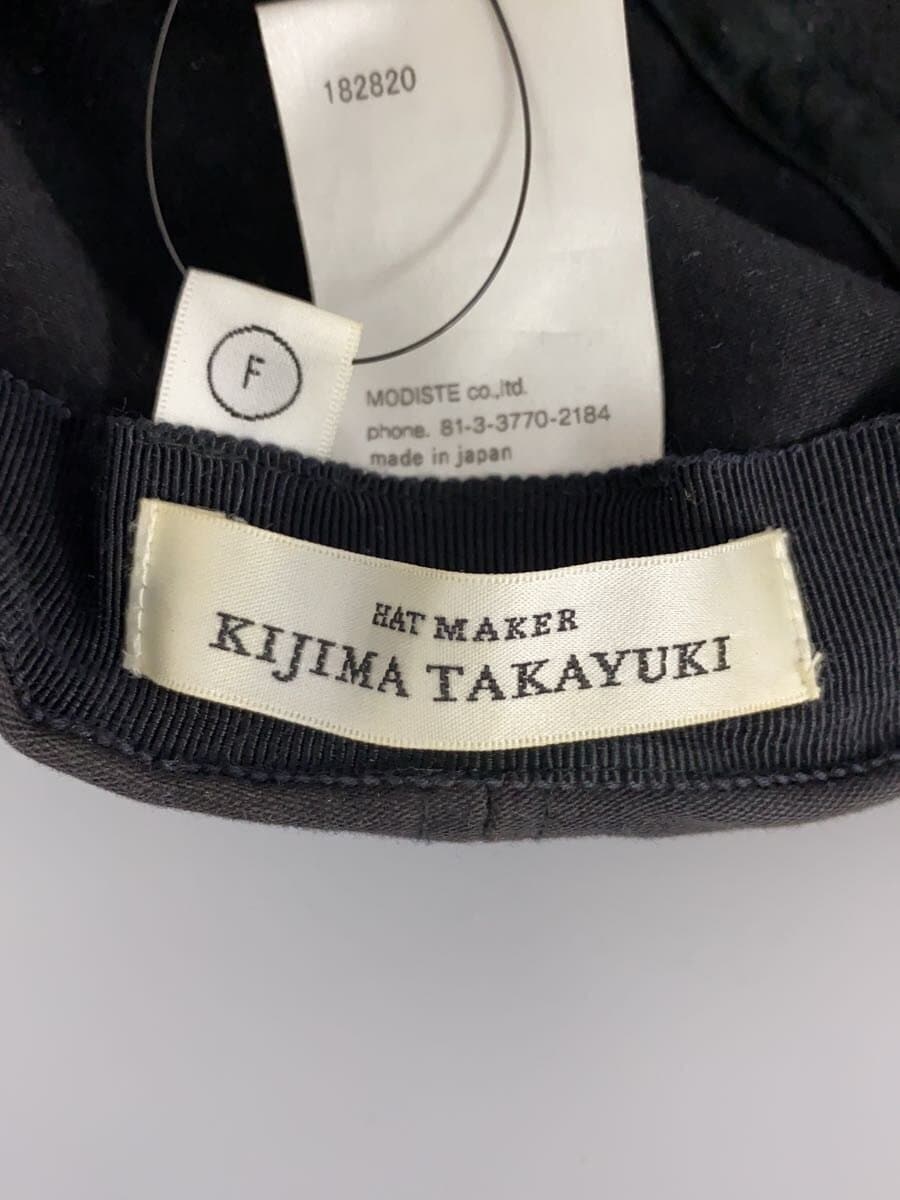 182820
F
MODISTE co.,ltd.
phone. 81-3-3770-2184
made in japan
HAT MAKER
KIJIMA TAKAYUKI